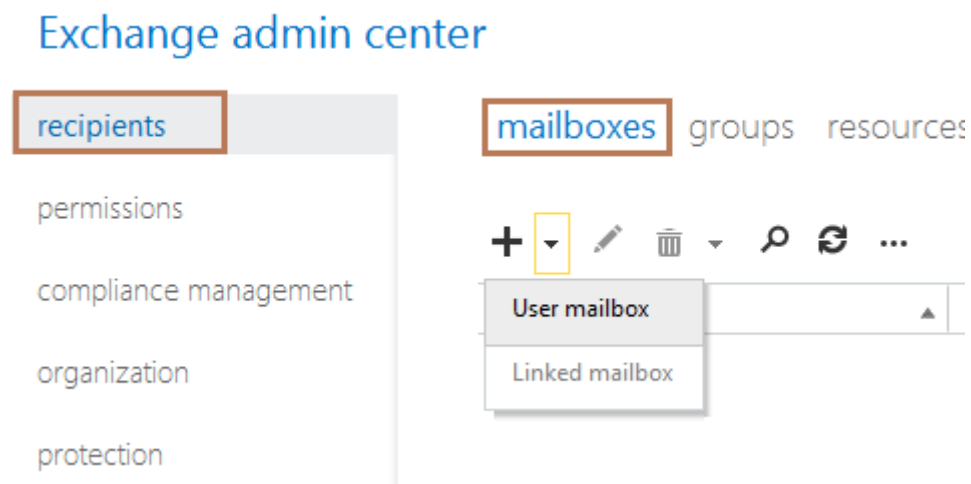 Exchange admin center
recipients
permissions
compliance management
organization
protection
mailboxes groups resources
User mailbox
Linked mailbox